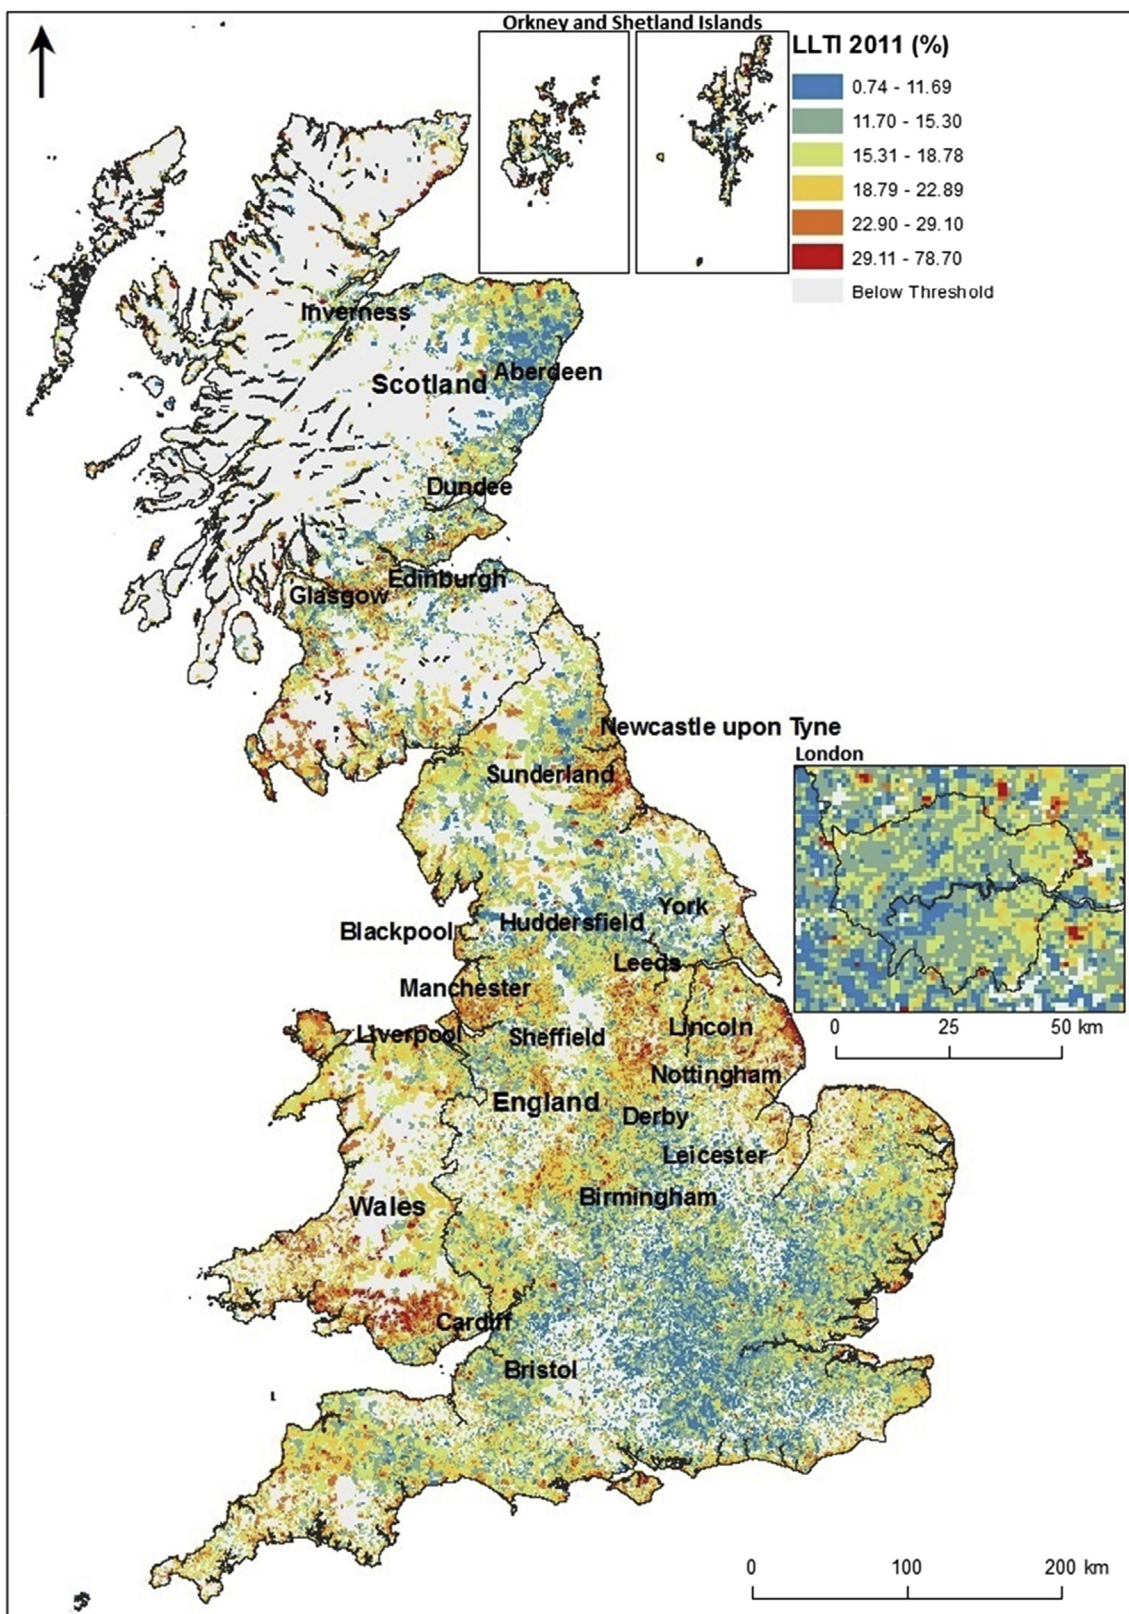 Orkney and Shetland Islands
LLTI 2011 (%)
0.74 - 11.69
11.70 - 15.30
15.31 - 18.78
18.79 - 22.89
22.90 - 29.10
29.11 - 78.70
Below Threshold
Inverness
Scotland
Aberdeen
Dundee
Edinburgh
Glasgow
Newcastle upon Tyne
London
Sunderland
York
Huddersfield
Blackpool
Leeds
Manchester
0 25 50 km
Lincoln
Liverpool
Sheffield
Nottingham
England
Derby
Leicester
Birmingham
Wales
Cardiff
Bristol
0 100 200 km